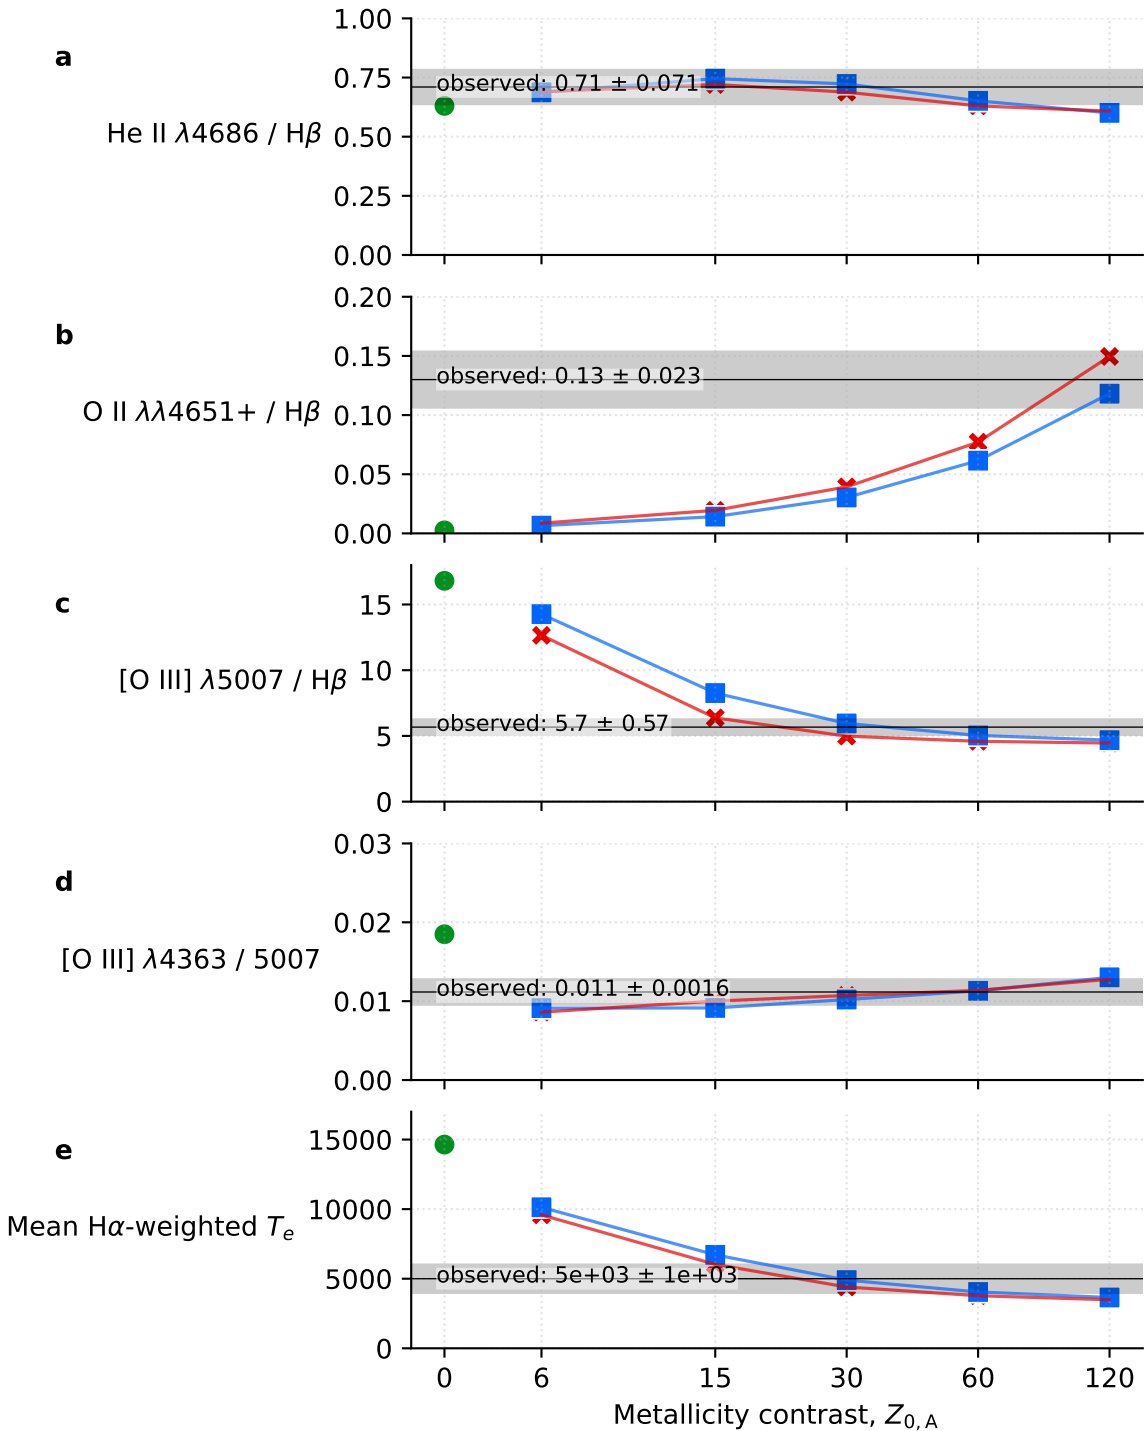 a
He II λ4686 / Hβ
1.00
0.75
0.50
0.25
0.00
observed: 0.71 ± 0.071
b
O II λλ4651+ / Hβ
0.20
0.15
0.10
0.05
0.00
observed: 0.13 ± 0.023
c
[O III] λ5007 / Hβ
15
10
5
0
observed: 5.7 ± 0.57
d
[O III] λ4363 / 5007
0.03
0.02
0.01
0.00
observed: 0.011 ± 0.0016
e
Mean Hα-weighted Te
15000
10000
5000
0
observed: 5e+03 ± 1e+03
0 6 15 30 60 120
Metallicity contrast, Z0, A